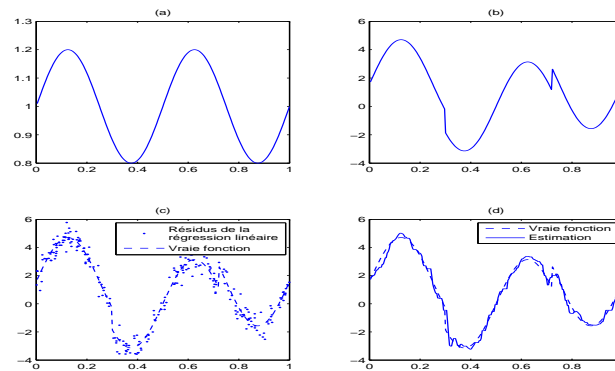 (a)
1.3
1.2
1.1
1
0.9
0.8
0 0.2 0.4 0.6 0.8 1
(b)
6
4
2
0
-2
-4
0 0.2 0.4 0.6 0.8
(c)
6
4
2
0
-2
-4
0 0.2 0.4 0.6 0.8 1
Résidus de la
régression linéaire
Vraie fonction
(d)
6
4
2
0
-2
-4
0 0.2 0.4 0.6 0.8
Vraie fonction
Estimation